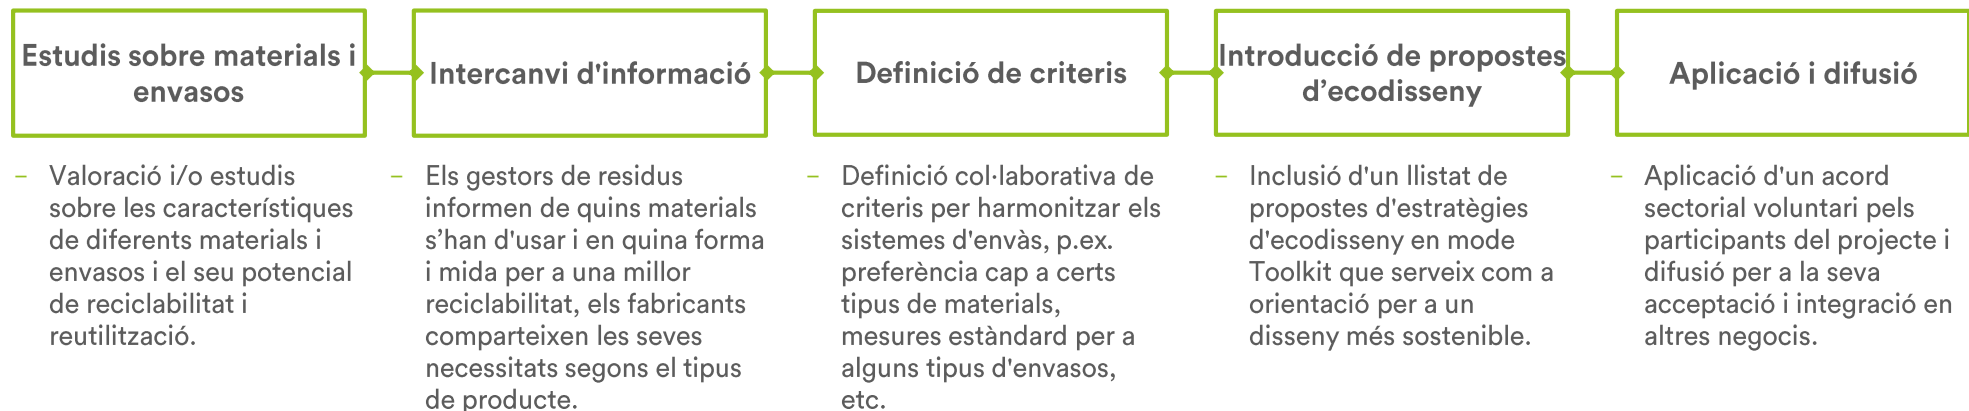 Estudis sobre materials i
envasos
Intercanvi d'informació
Definició de criteris
Introducció de propostes
d’ecodisseny
Aplicació i difusió
– Valoració i/o estudis
sobre les característiques
de diferents materials i
envasos i el seu potencial
de reciclabilitat i
reutilització.
– Els gestors de residus
informen de quins materials
s’han d'usar i en quina forma
i mida per a una millor
reciclabilitat, els fabricants
comparteixen les seves
necessitats segons el tipus
de producte.
– Definició col·laborativa de
criteris per harmonitzar els
sistemes d'envàs, p.ex.
preferència cap a certs
tipus de materials,
mesures estàndard per a
alguns tipus d'envasos,
etc.
– Inclusió d'un llistat de
propostes d'estratègies
d'ecodisseny en mode
Toolkit que serveix com a
orientació per a un
disseny més sostenible.
– Aplicació d'un acord
sectorial voluntari pels
participants del projecte i
difusió per a la seva
acceptació i integració en
altres negocis.